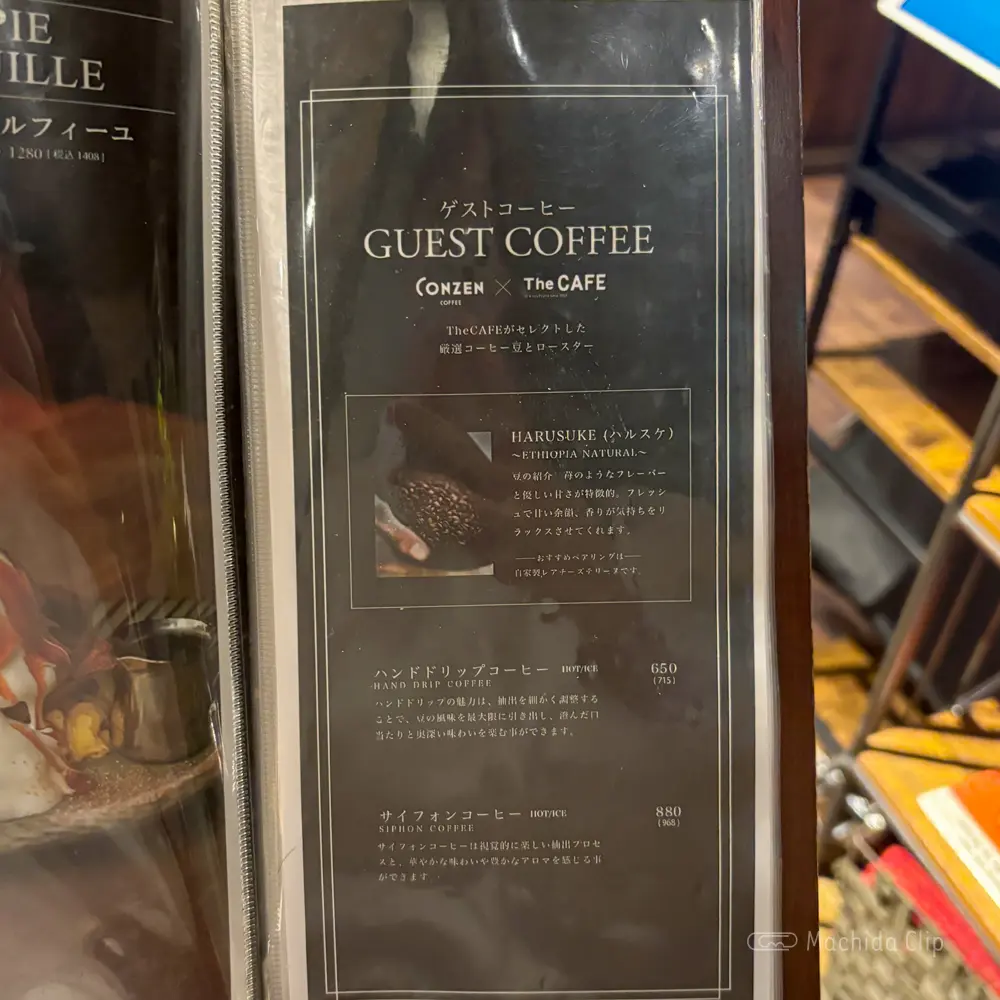 PIE
UILLE
ルフィーユ
1280 [税込 1408]
ゲストコーヒー
GUEST COFFEE
CONZEN COFFEE × The CAFE
TheCAFEがセレクトした
厳選コーヒー豆とロースター
HARUSUKE (ハルスケ)
～ETHIOPIA NATURAL～
豆の紹介 苺のようなフレーバー
と優しい甘さが特徴的。フレッシ
ュで甘い余韻、香りが気持ちをリ
ラックスさせてくれます。
──おすすめペアリングは──
自家製レアチーズテリーヌです。
ハンドドリップコーヒー HOT/ICE 650
HAND DRIP COFFEE (715)
ハンドドリップの魅力は、抽出を細かく調整する
ことで、豆の風味を最大限に引き出し、澄んだ口
当たりと奥深い味わいを楽む事ができます。
サイフォンコーヒー HOT/ICE 880
SIPHON COFFEE (968)
サイフォンコーヒーは視覚的に楽しい抽出プロセ
スと、華やかな味わいや豊かなアロマを感じる事
ができます。
Machida Clip